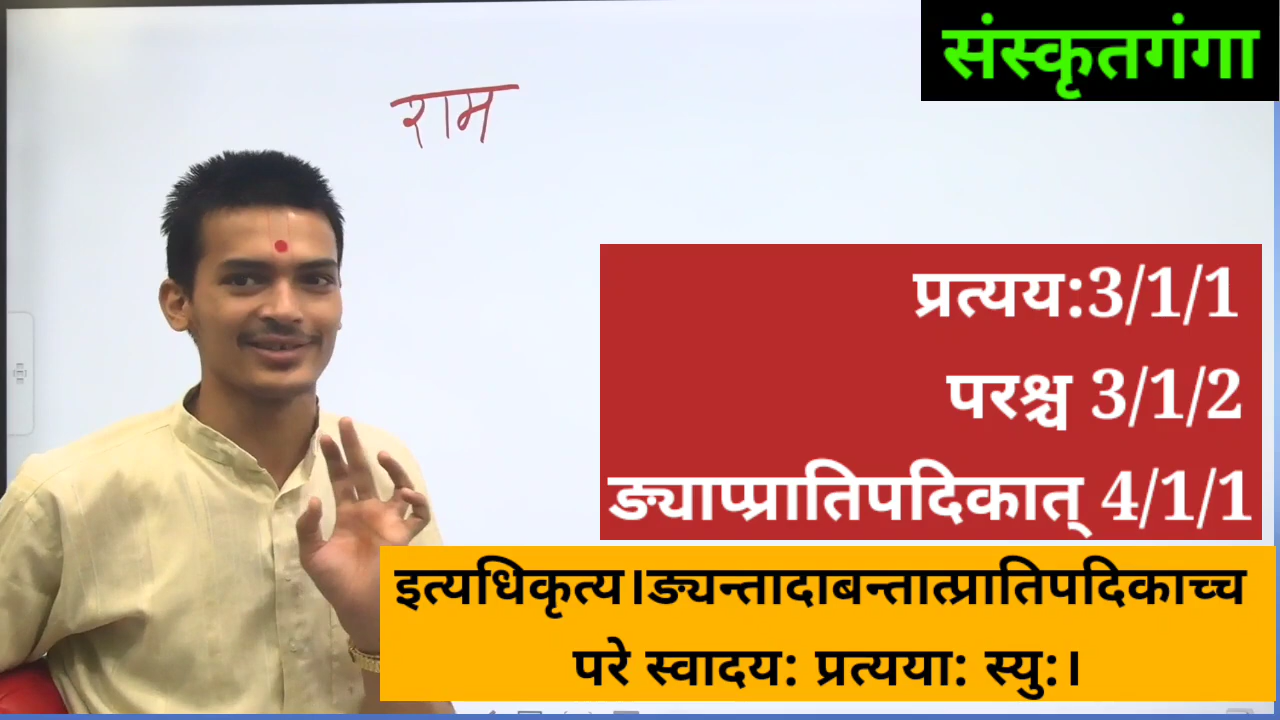 संस्कृतगंगा
राम
प्रत्यय:3/1/1
परश्च 3/1/2
ङ्याप्प्रातिपदिकात् 4/1/1
इत्यधिकृत्य।ङ्यन्तादाबन्तात्प्रातिपदिकाच्च
परे स्वादय: प्रत्यया: स्यु:।